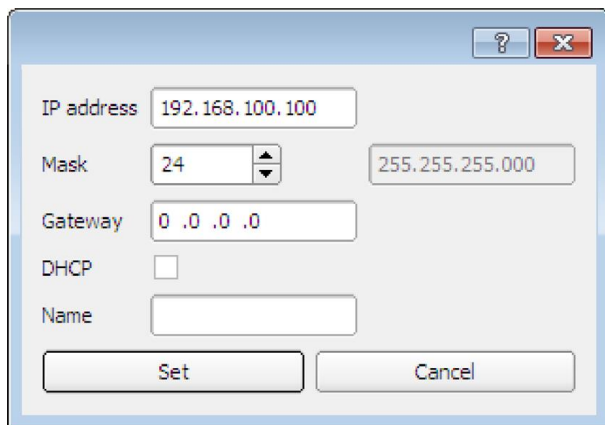 ?
IP address 192.168.100.100
Mask 24 255.255.255.000
Gateway 0 .0 .0 .0
DHCP
Name
Set Cancel